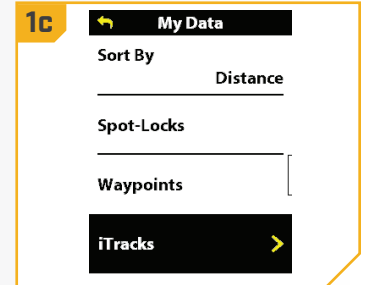 1c
My Data
Sort By
Distance
Spot-Locks
Waypoints
iTracks